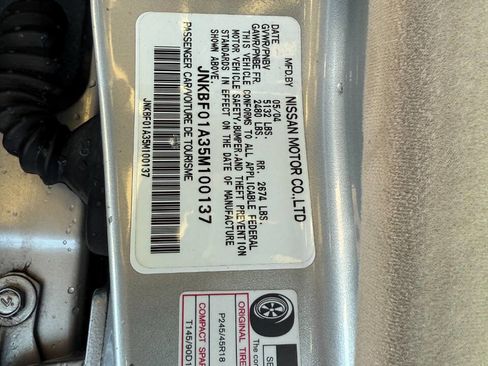 MFD.BY NISSAN MOTOR CO.,LTD
DATE 05/04
GVWR/PNBV 5132 LBS.
GAWR/PNBE FR. 2480 LBS. RR. 2674 LBS.
THIS VEHICLE CONFORMS TO ALL APPLICABLE FEDERAL
MOTOR VEHICLE SAFETY,BUMPER,AND THEFT PREVENTION
STANDARDS IN EFFECT ON THE DATE OF MANUFACTURE
SHOWN ABOVE.
JNKBF01A35M100137
JNKBF01A35M100137
PASSENGER CAR/VOITURE DE TOURISME
The
ORIGINAL TIRE
P245/45R18
COMPACT SPA
T145/90D1